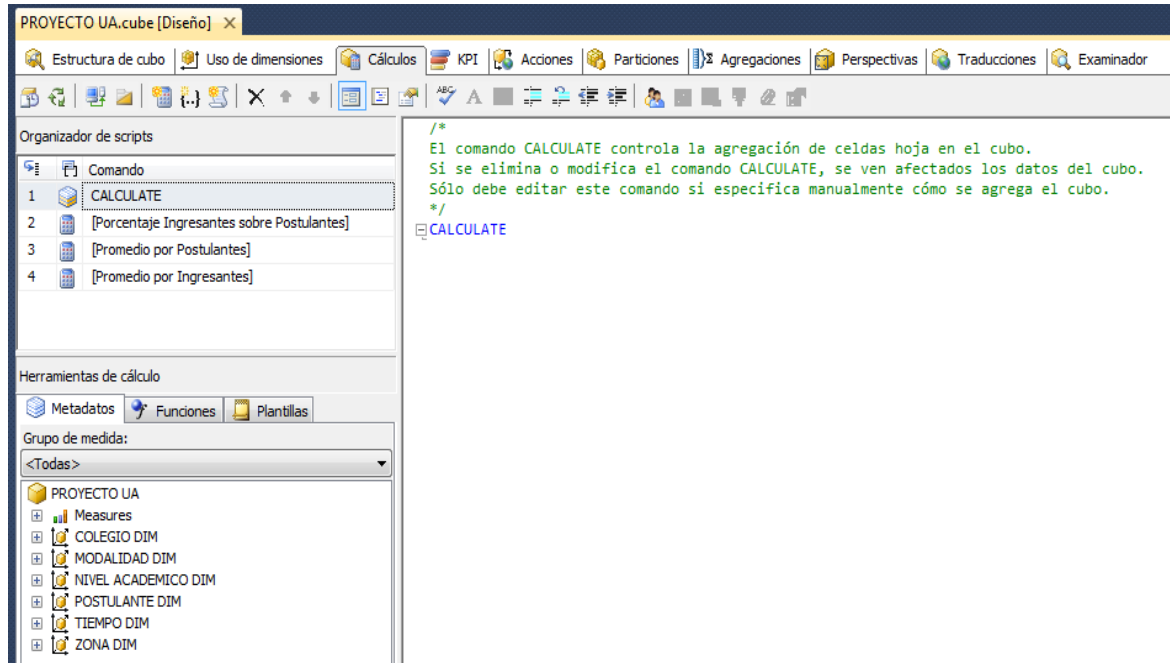 PROYECTO UA.cube [Diseño]
Estructura de cubo Uso de dimensiones Cálculos KPI Acciones Particiones Agregaciones Perspectivas Traducciones Examinador
Organizador de scripts
Comando
1 CALCULATE
2 [Porcentaje Ingresantes sobre Postulantes]
3 [Promedio por Postulantes]
4 [Promedio por Ingresantes]
Herramientas de cálculo
Metadatos Funciones Plantillas
Grupo de medida:
<Todas>
PROYECTO UA
Measures
COLEGIO DIM
MODALIDAD DIM
NIVEL ACADEMICO DIM
POSTULANTE DIM
TIEMPO DIM
ZONA DIM
/*
El comando CALCULATE controla la agregación de celdas hoja en el cubo.
Si se elimina o modifica el comando CALCULATE, se ven afectados los datos del cubo.
Sólo debe editar este comando si especifica manualmente cómo se agrega el cubo.
*/
CALCULATE